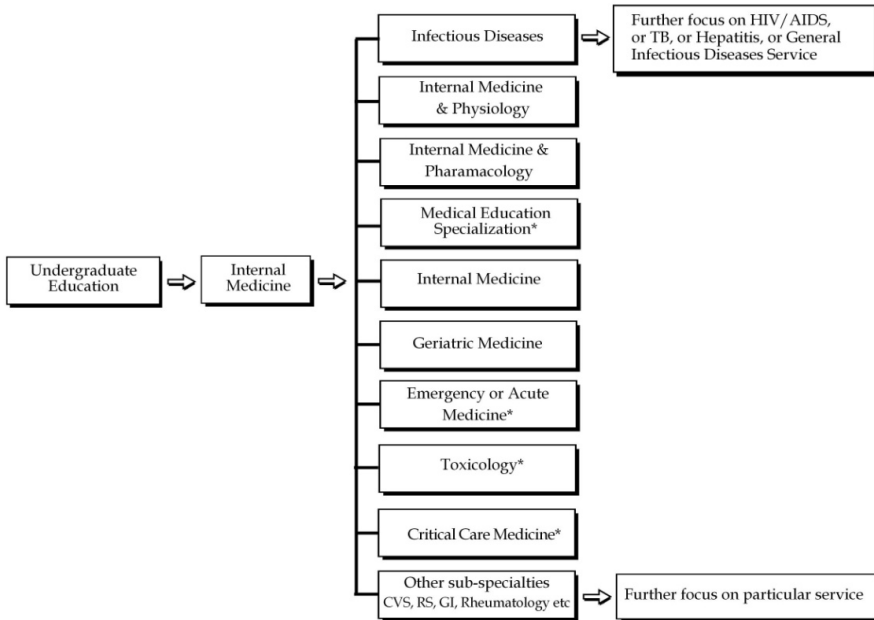 Infectious Diseases
Further focus on HIV/AIDS,
or TB, or Hepatitis, or General
Infectious Diseases Service
Internal Medicine
& Physiology
Internal Medicine &
Pharamacology
Medical Education
Specialization*
Undergraduate
Education
Internal
Medicine
Internal Medicine
Geriatric Medicine
Emergency or Acute
Medicine*
Toxicology*
Critical Care Medicine*
Other sub-specialties
CVS, RS, GI, Rheumatology etc
Further focus on particular service